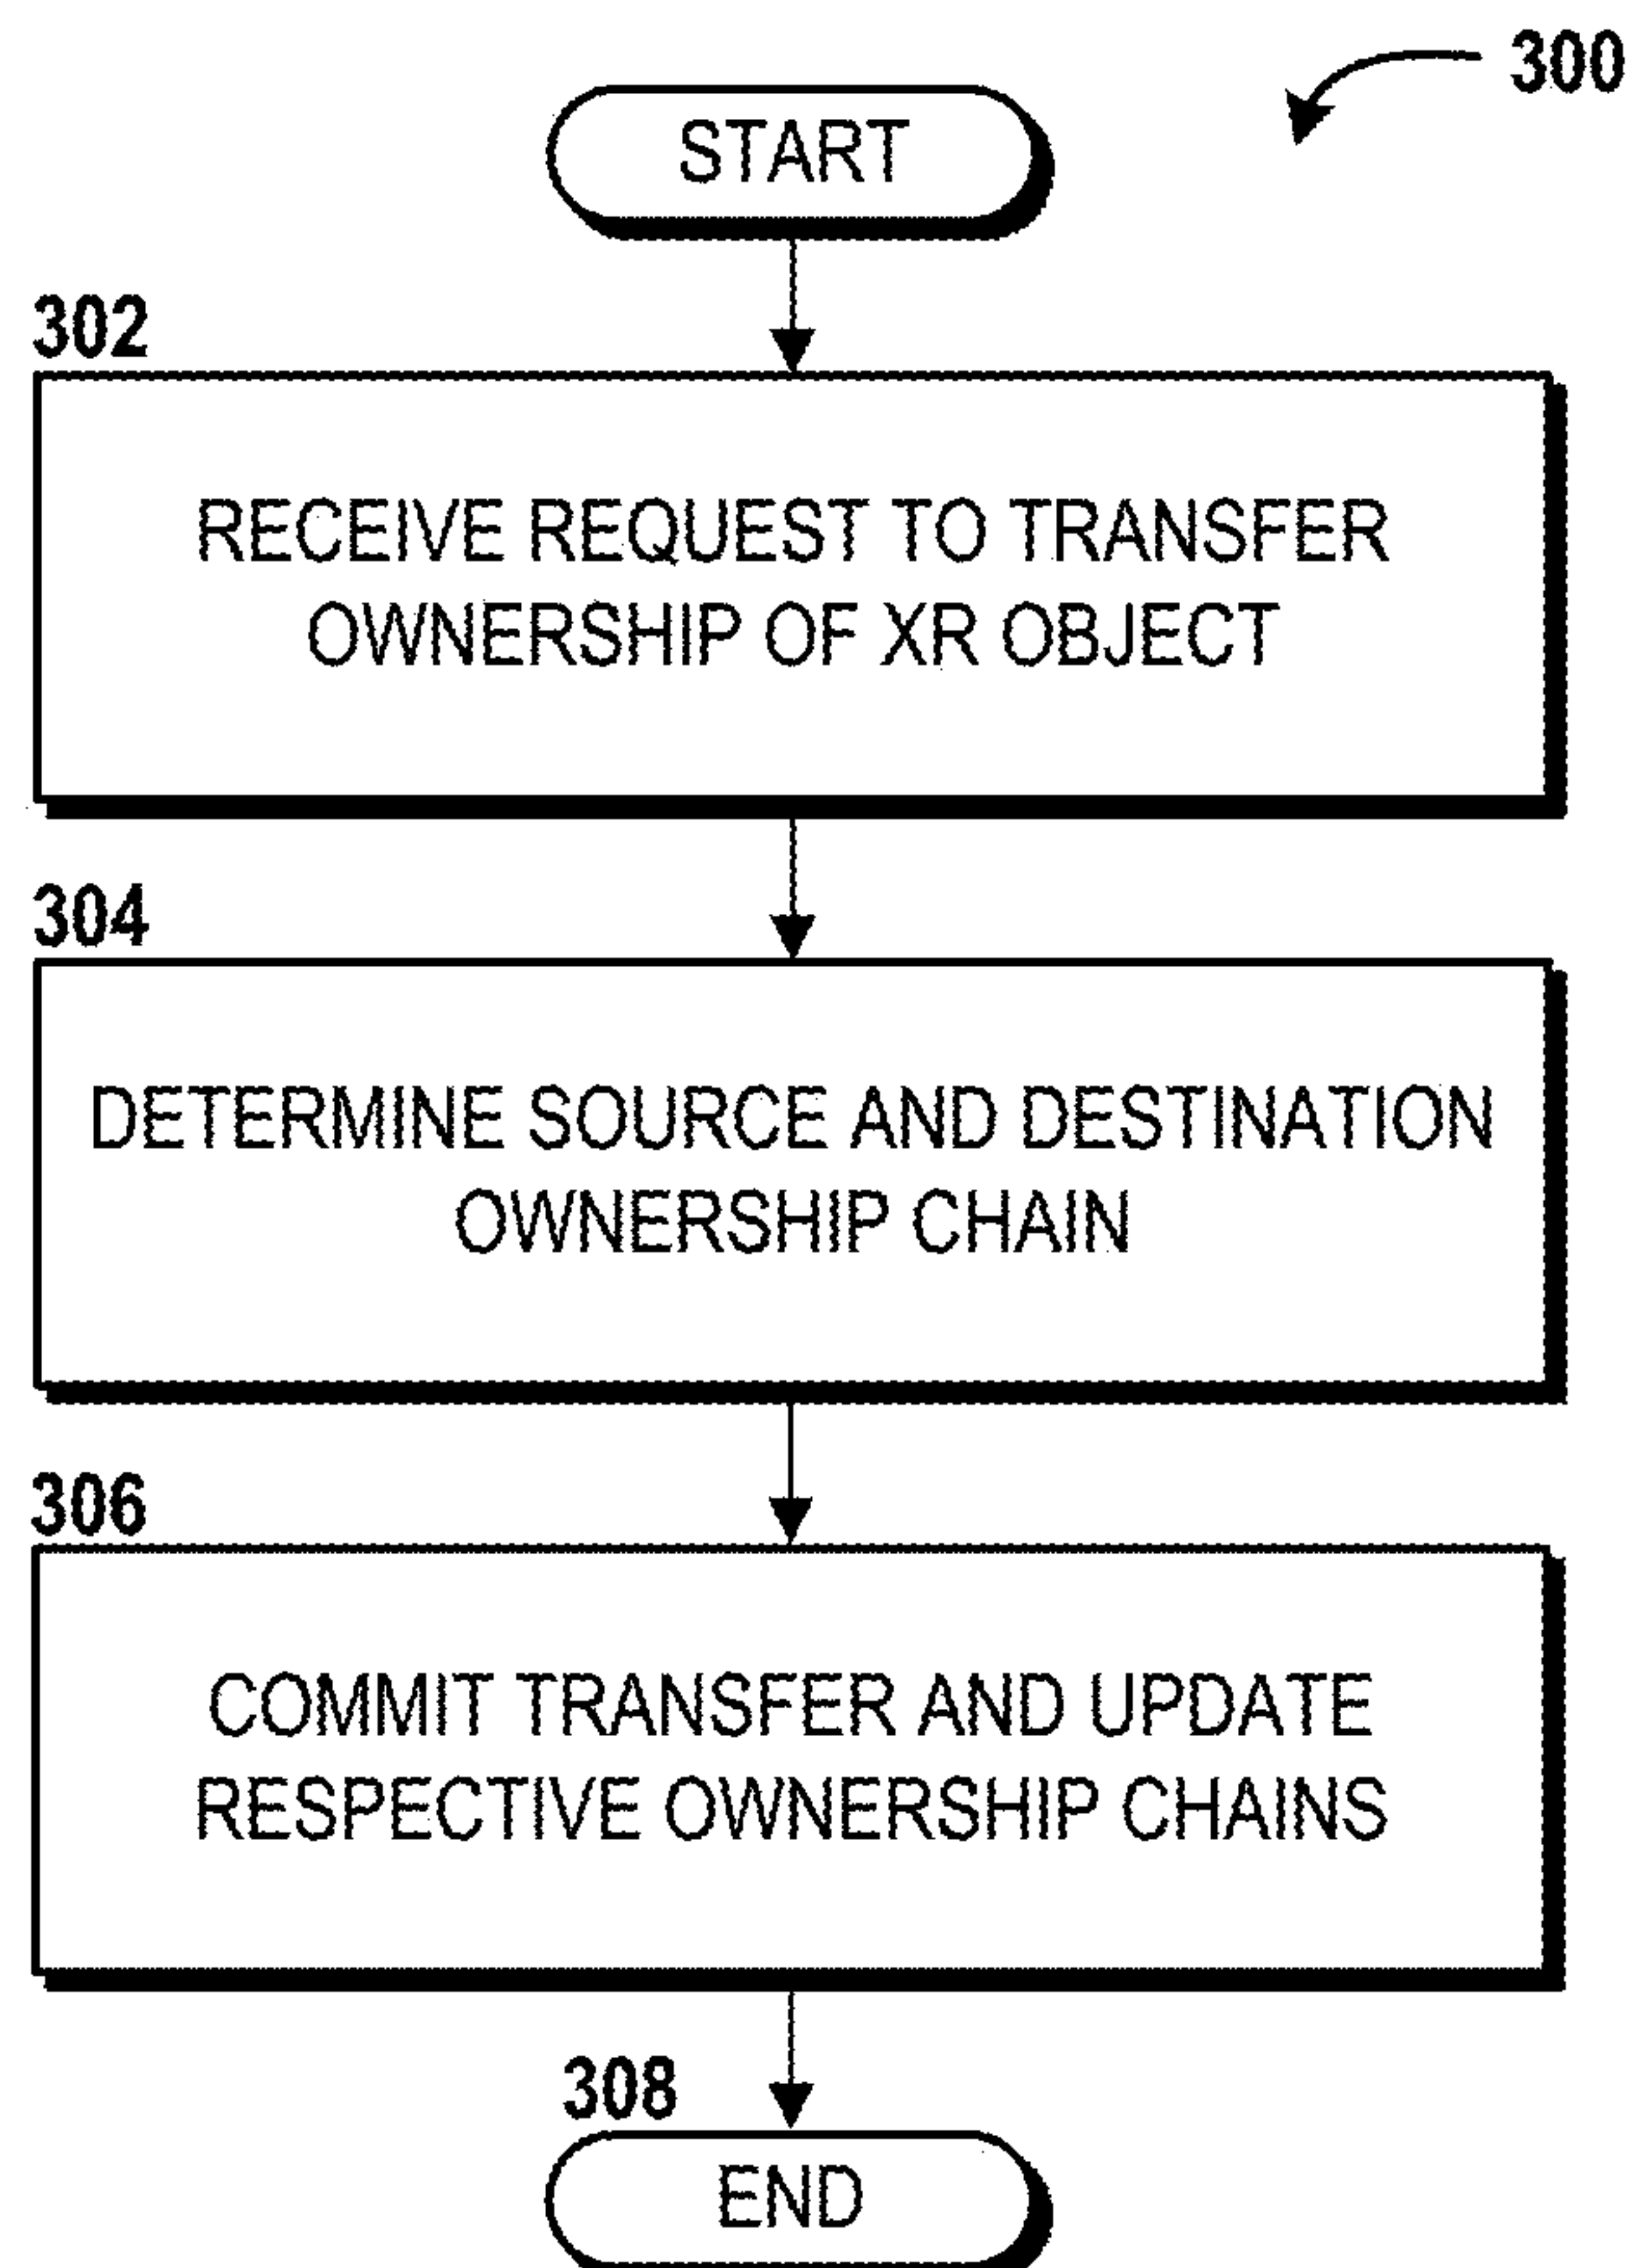 300
START
302
RECEIVE REQUEST TO TRANSFER
OWNERSHIP OF XR OBJECT
304
DETERMINE SOURCE AND DESTINATION
OWNERSHIP CHAIN
306
COMMIT TRANSFER AND UPDATE
RESPECTIVE OWNERSHIP CHAINS
308
END